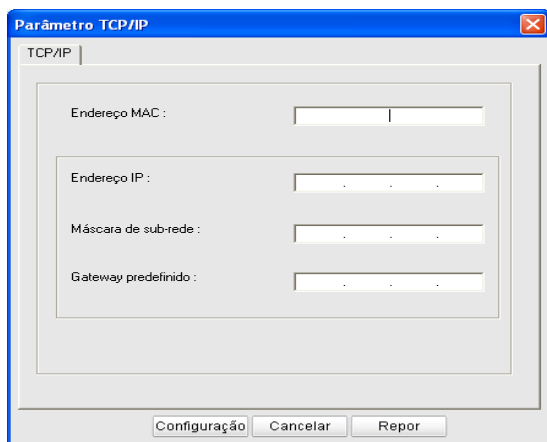 Parâmetro TCP/IP
TCP/IP
Endereço MAC :
Endereço IP :
. . .
Máscara de sub-rede :
. . .
Gateway predefinido :
. . .
Configuração Cancelar Repor